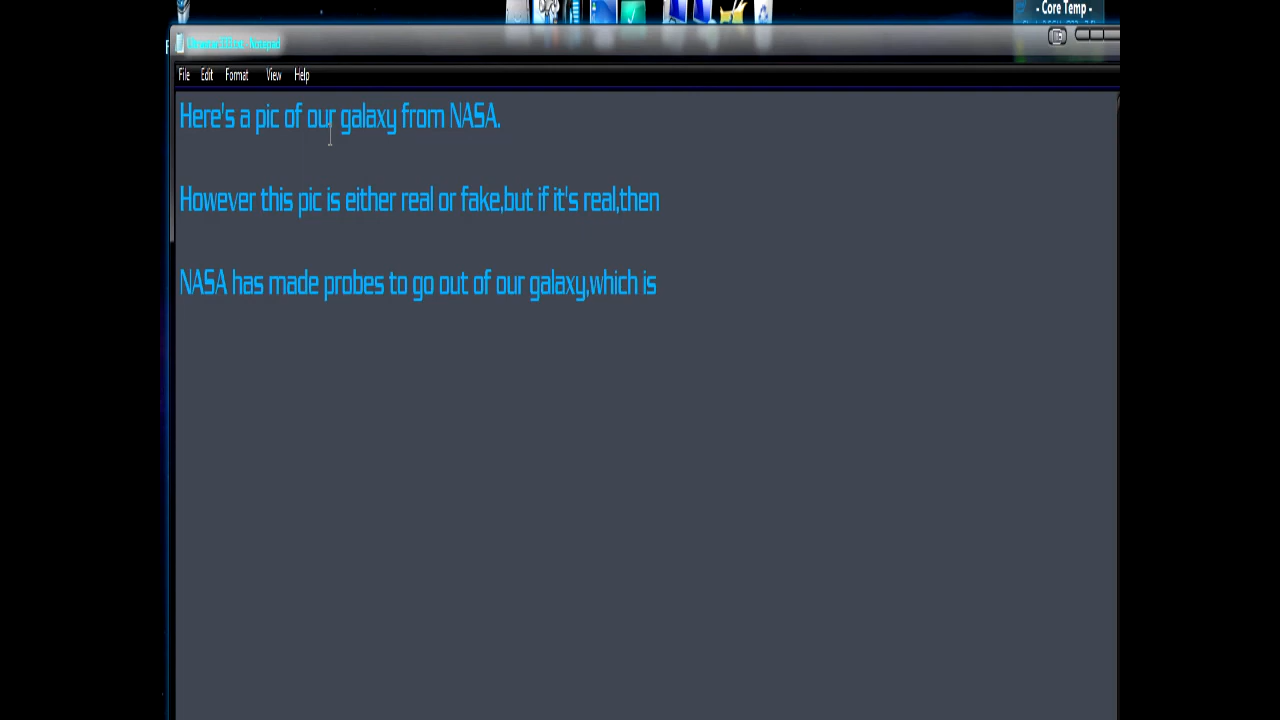 - Core Temp -
File Edit Format View Help
Here's a pic of our galaxy from NASA.
However this pic is either real or fake,but if it's real,then
NASA has made probes to go out of our galaxy,which is